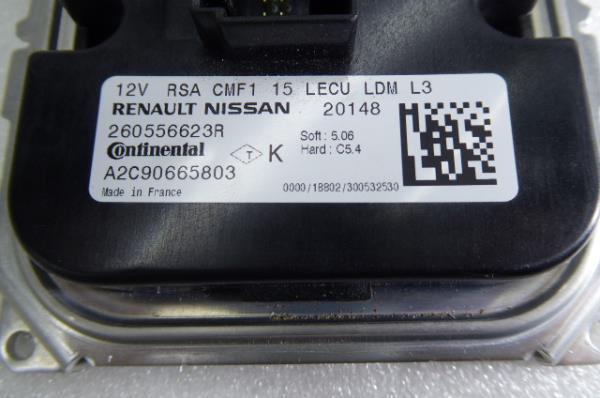 12V RSA CMF1 15 LECU LDM L3
RENAULT NISSAN 20148
260556623R
Soft : 5.06
Continental
T K
Hard : C5.4
A2C90665803
Made in France
0000/18802/300532530